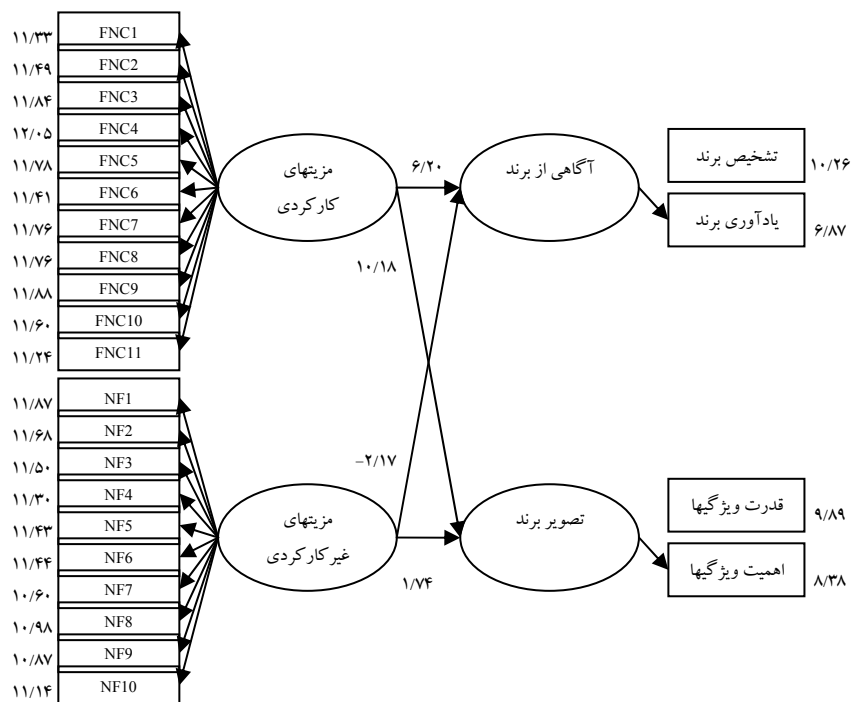 ۱۱/۳۳ FNC1
۱۱/۴۹ FNC2
۱۱/۸۴ FNC3
۱۲/۰۵ FNC4
۱۱/۷۸ FNC5
۱۱/۴۱ FNC6
۱۱/۷۶ FNC7
۱۱/۷۶ FNC8
۱۱/۸۸ FNC9
۱۱/۶۰ FNC10
۱۱/۲۴ FNC11
مزیتهای
کارکردی
۶/۲۰
۱۰/۱۸
آگاهی از برند
تشخیص برند ۱۰/۲۶
یادآوری برند ۶/۸۷
۱۱/۸۷ NF1
۱۱/۶۸ NF2
۱۱/۵۰ NF3
۱۱/۳۰ NF4
۱۱/۴۳ NF5
۱۱/۴۴ NF6
۱۰/۶۰ NF7
۱۰/۹۸ NF8
۱۰/۸۷ NF9
۱۱/۱۴ NF10
مزیتهای
غیرکارکردی
−۲/۱۷
۱/۷۴
تصویر برند
قدرت ویژگیها ۹/۸۹
اهمیت ویژگیها ۸/۳۸